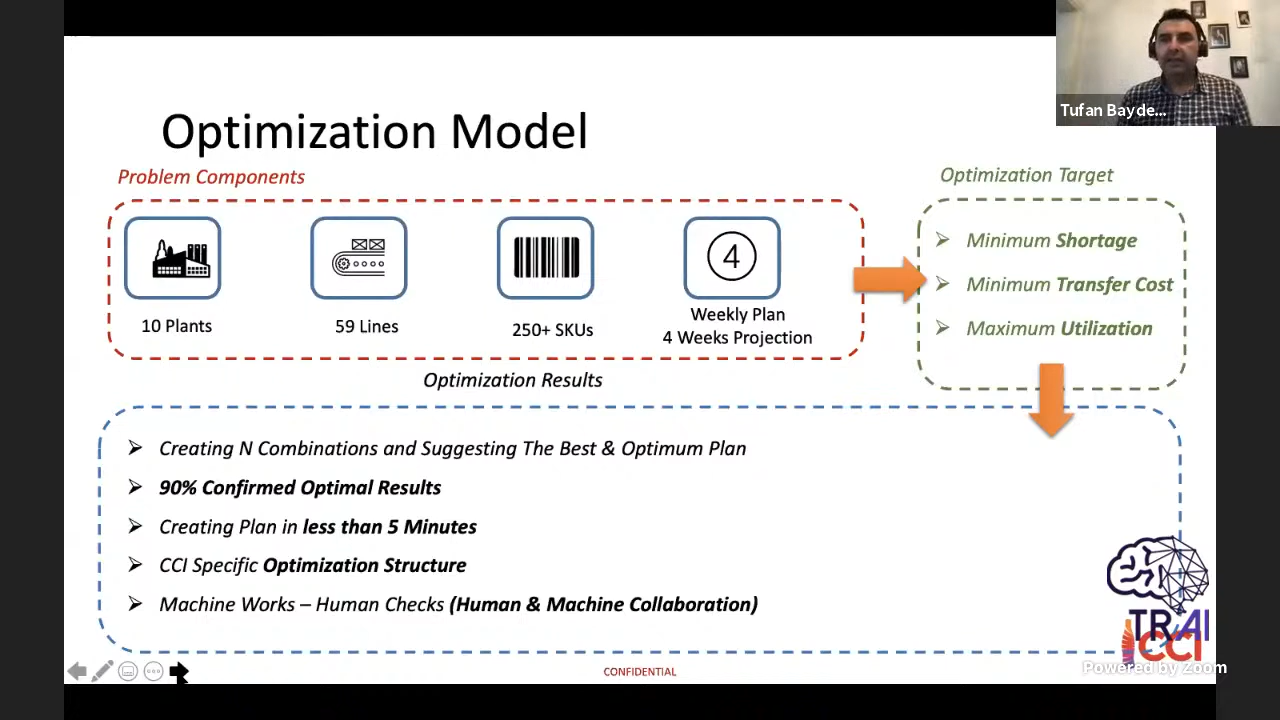 Tufan Bayde...
Optimization Model
Problem Components
Optimization Target
4
10 Plants
59 Lines
250+ SKUs
Weekly Plan
4 Weeks Projection
Minimum Shortage
Minimum Transfer Cost
Maximum Utilization
Optimization Results
Creating N Combinations and Suggesting The Best & Optimum Plan
90% Confirmed Optimal Results
Creating Plan in less than 5 Minutes
CCI Specific Optimization Structure
Machine Works – Human Checks (Human & Machine Collaboration)
TRAI
CCI
CONFIDENTIAL
Powered by Zoom